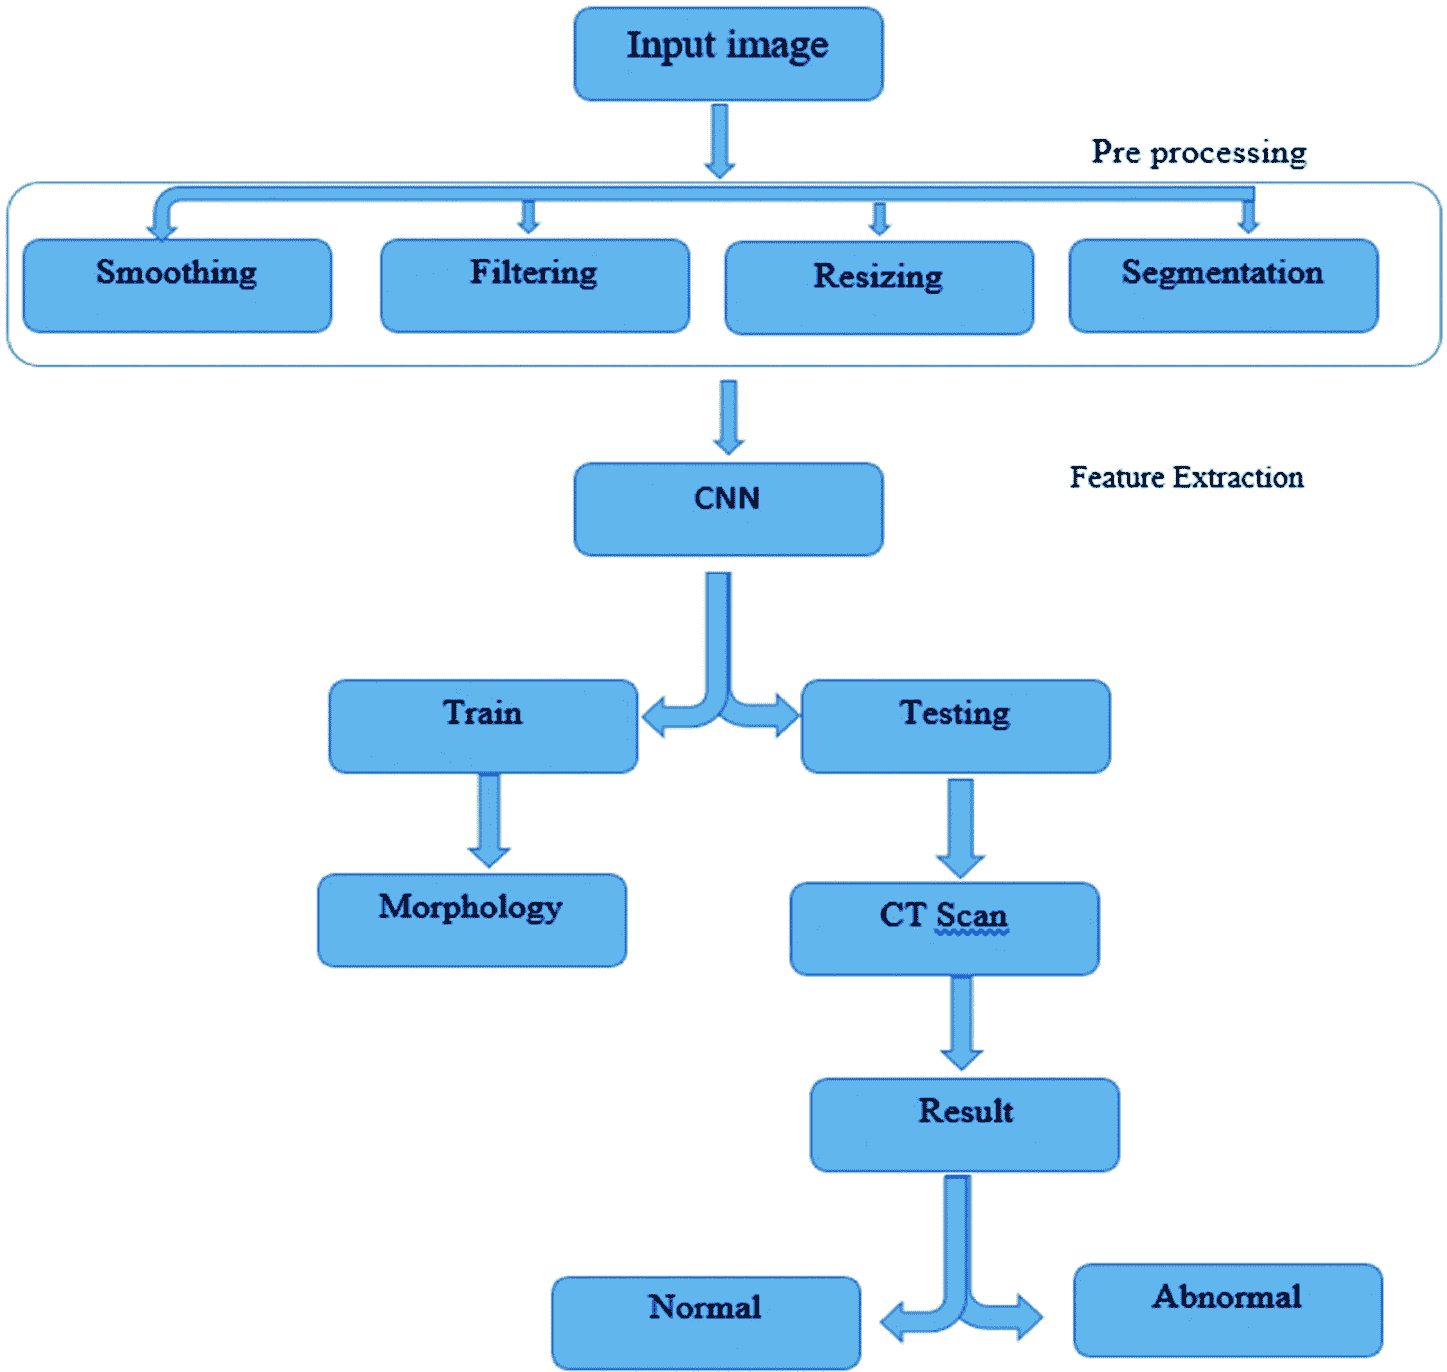 Input image
Pre processing
Smoothing
Filtering
Resizing
Segmentation
CNN
Feature Extraction
Train
Testing
Morphology
CT Scan
Result
Normal
Abnormal